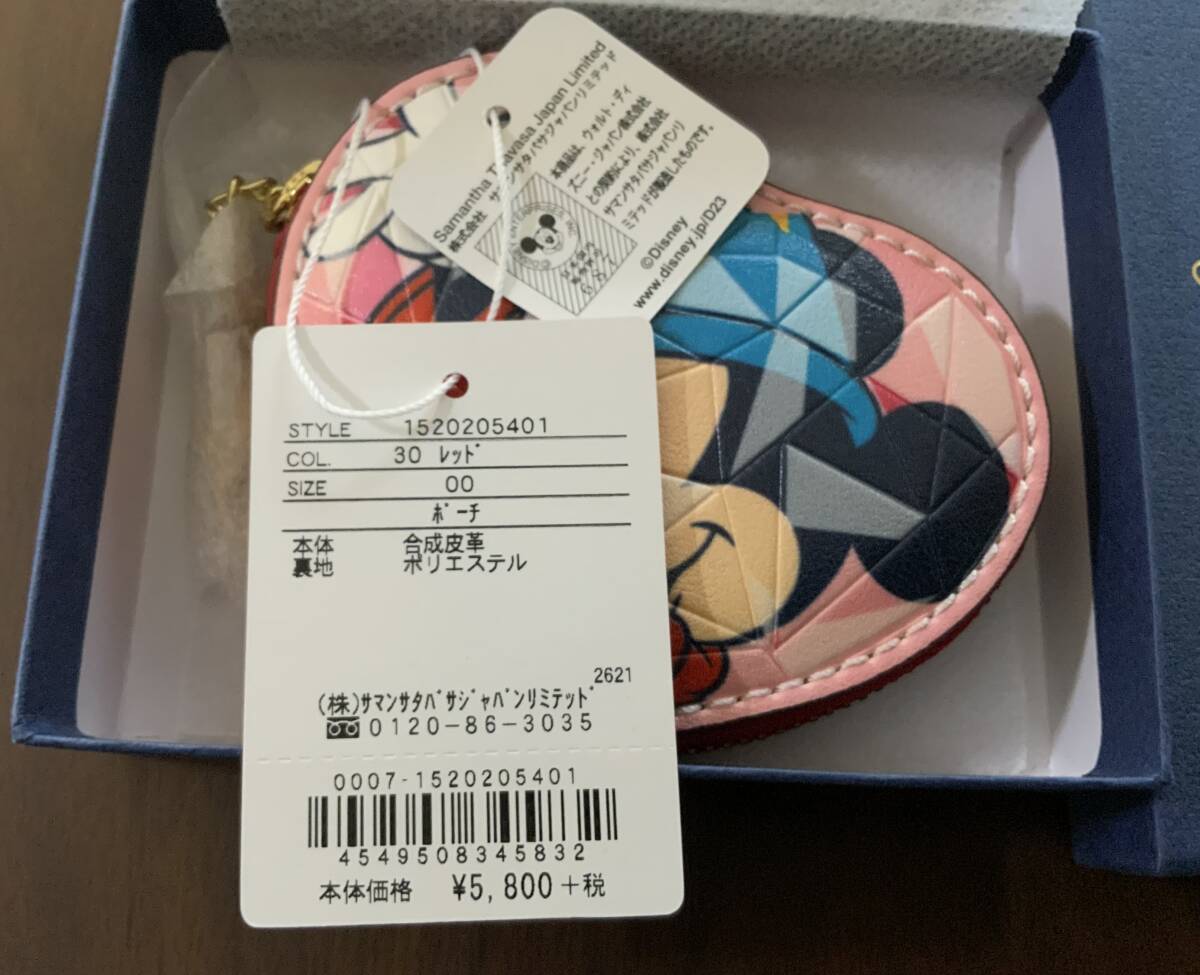 Samantha Thavasa Japan Limited
株式会社 サマンサタバサジャパンリミテッド
本商品は、ウォルト・ディ
ズニー・ジャパン株式会社
との契約により、株式会社
サマンサタバサジャパンリ
ミテッドが製造したものです。
©Disney
www.disney.jp/D23
STYLE 1520205401
COL. 30 ﾚｯﾄﾞ
SIZE 00
ﾎﾟｰﾁ
本体 合成皮革
裏地 ポリエステル
2621
(株)ｻﾏﾝｻﾀﾊﾞｻｼﾞｬﾊﾟﾝﾘﾐﾃｯﾄﾞ
0120-86-3035
0007-1520205401
4549508345832
本体価格 ¥5,800+税